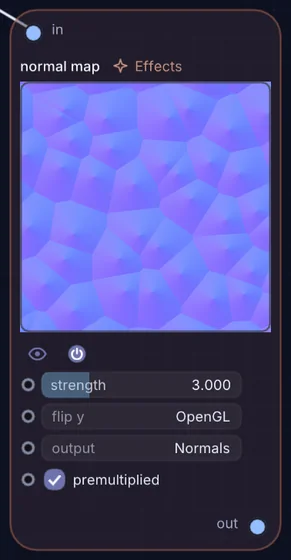 in
normal map Effects
strength 3.000
flip y OpenGL
output Normals
premultiplied
out